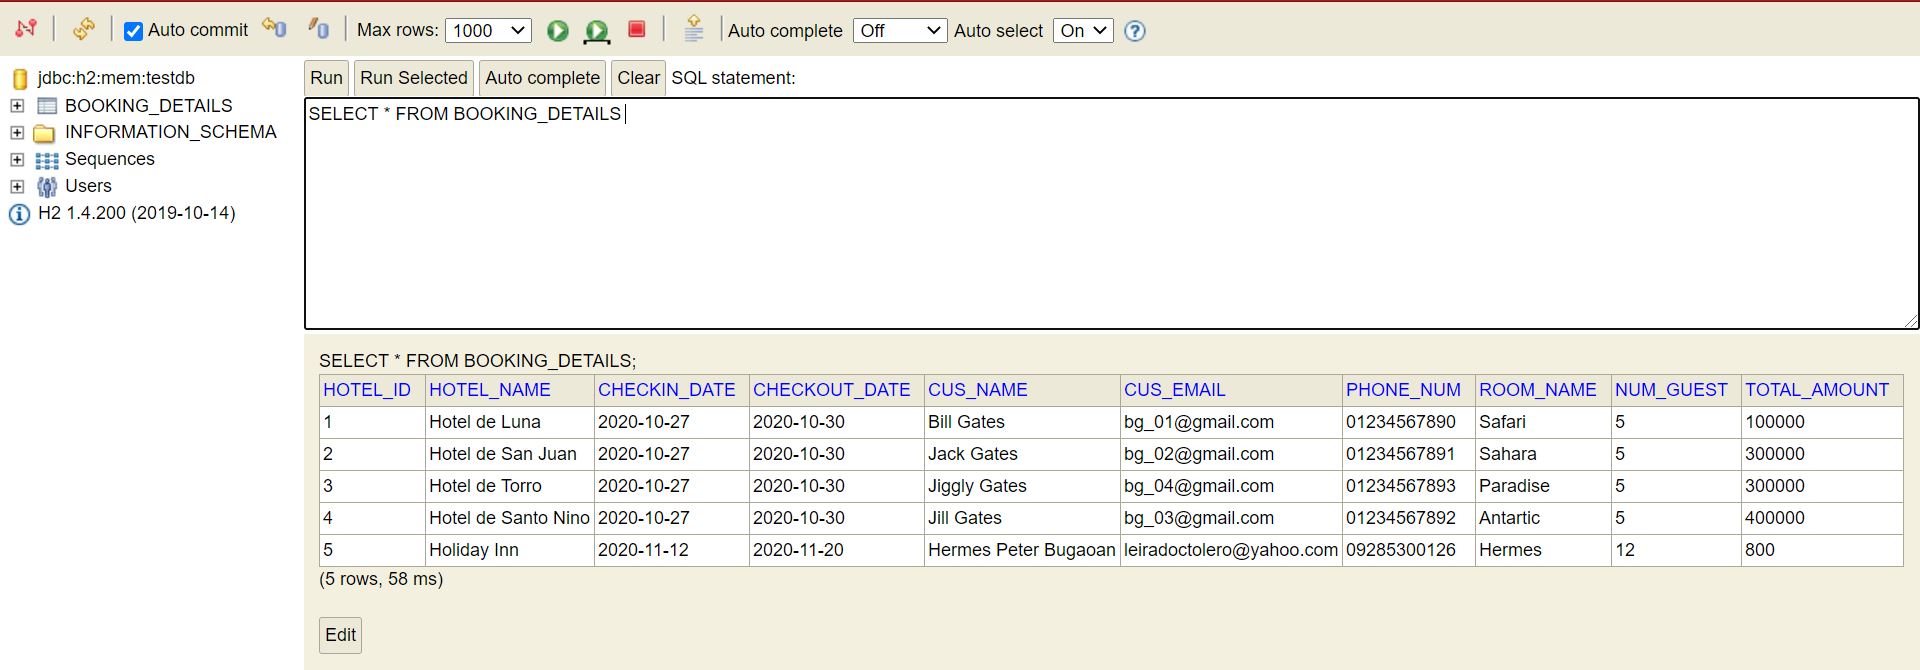 Auto commit Max rows: 1000 Auto complete Off Auto select On ?
jdbc:h2:mem:testdb
BOOKING_DETAILS
INFORMATION_SCHEMA
Sequences
Users
H2 1.4.200 (2019-10-14)
Run Run Selected Auto complete Clear SQL statement:
SELECT * FROM BOOKING_DETAILS
SELECT * FROM BOOKING_DETAILS;
HOTEL_ID HOTEL_NAME CHECKIN_DATE CHECKOUT_DATE CUS_NAME CUS_EMAIL PHONE_NUM ROOM_NAME NUM_GUEST TOTAL_AMOUNT
1 Hotel de Luna 2020-10-27 2020-10-30 Bill Gates bg_01@gmail.com 01234567890 Safari 5 100000
2 Hotel de San Juan 2020-10-27 2020-10-30 Jack Gates bg_02@gmail.com 01234567891 Sahara 5 300000
3 Hotel de Torro 2020-10-27 2020-10-30 Jiggly Gates bg_04@gmail.com 01234567893 Paradise 5 300000
4 Hotel de Santo Nino 2020-10-27 2020-10-30 Jill Gates bg_03@gmail.com 01234567892 Antartic 5 400000
5 Holiday Inn 2020-11-12 2020-11-20 Hermes Peter Bugaoan leiradoctolero@yahoo.com 09285300126 Hermes 12 800
(5 rows, 58 ms)
Edit